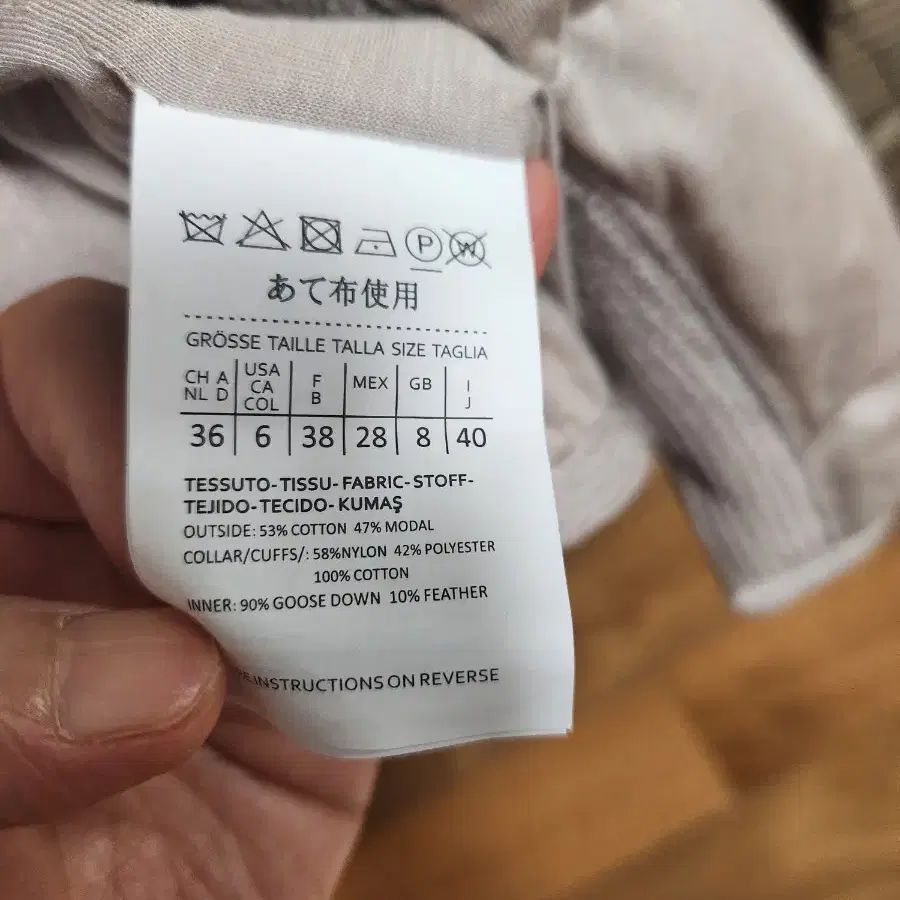 P W
あて布使用
GRÖSSE TAILLE TALLA SIZE TAGLIA
CH A NL D USA CA COL F B MEX GB I J
36 6 38 28 8 40
TESSUTO-TISSU-FABRIC-STOFF-
TEJIDO-TECIDO-KUMAŞ
OUTSIDE: 53% COTTON 47% MODAL
COLLAR/CUFFS/: 58%NYLON 42% POLYESTER
100% COTTON
INNER: 90% GOOSE DOWN 10% FEATHER
INSTRUCTIONS ON REVERSE